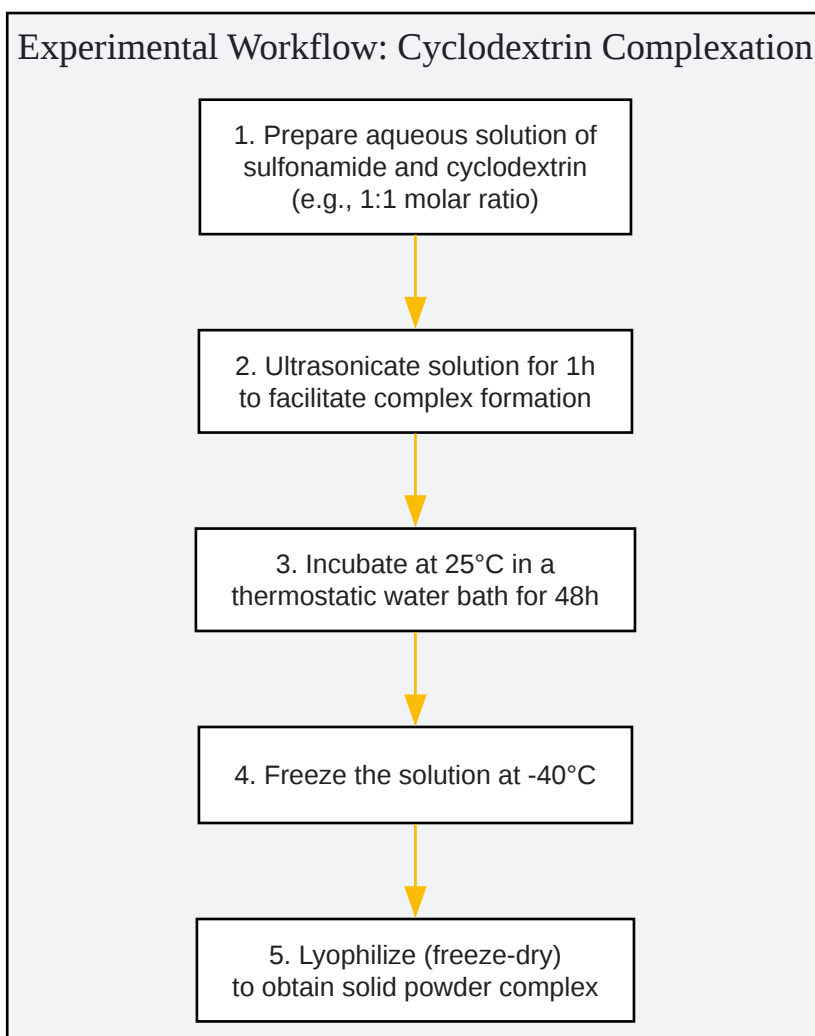 Experimental Workflow: Cyclodextrin Complexation
1. Prepare aqueous solution of
sulfonamide and cyclodextrin
(e.g., 1:1 molar ratio)
2. Ultrasonicate solution for 1h
to facilitate complex formation
3. Incubate at 25°C in a
thermostatic water bath for 48h
4. Freeze the solution at -40°C
5. Lyophilize (freeze-dry)
to obtain solid powder complex